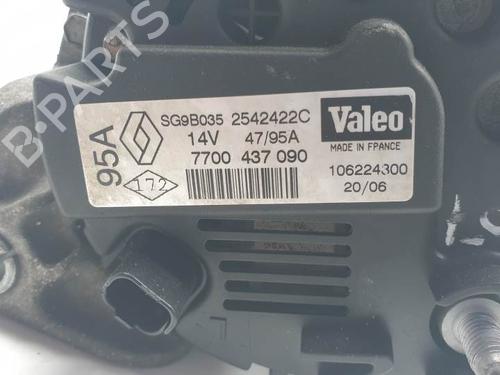 B-PARTS
95A
SG9B035 2542422C
14V 47/95A
7700 437 090
172
Valeo
MADE IN FRANCE
106224300
20/06